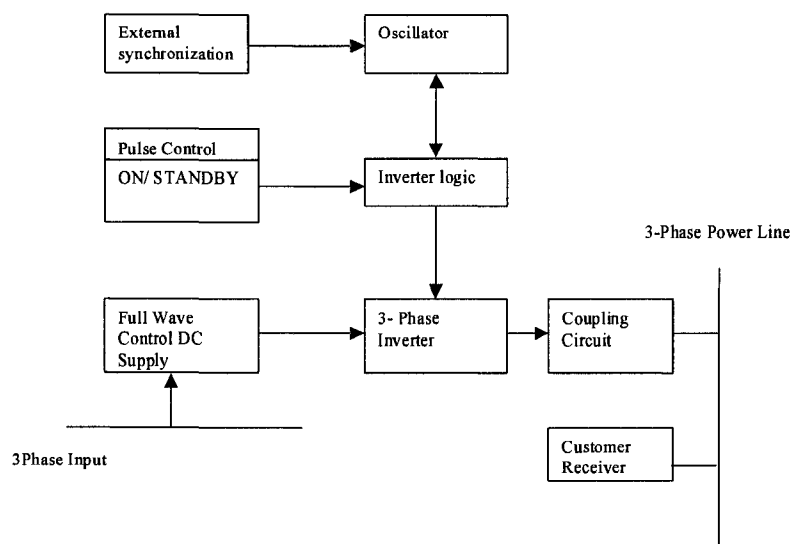 External
synchronization
Oscillator
Pulse Control
ON/ STANDBY
Inverter logic
3-Phase Power Line
Full Wave
Control DC
Supply
3- Phase
Inverter
Coupling
Circuit
3Phase Input
Customer
Receiver